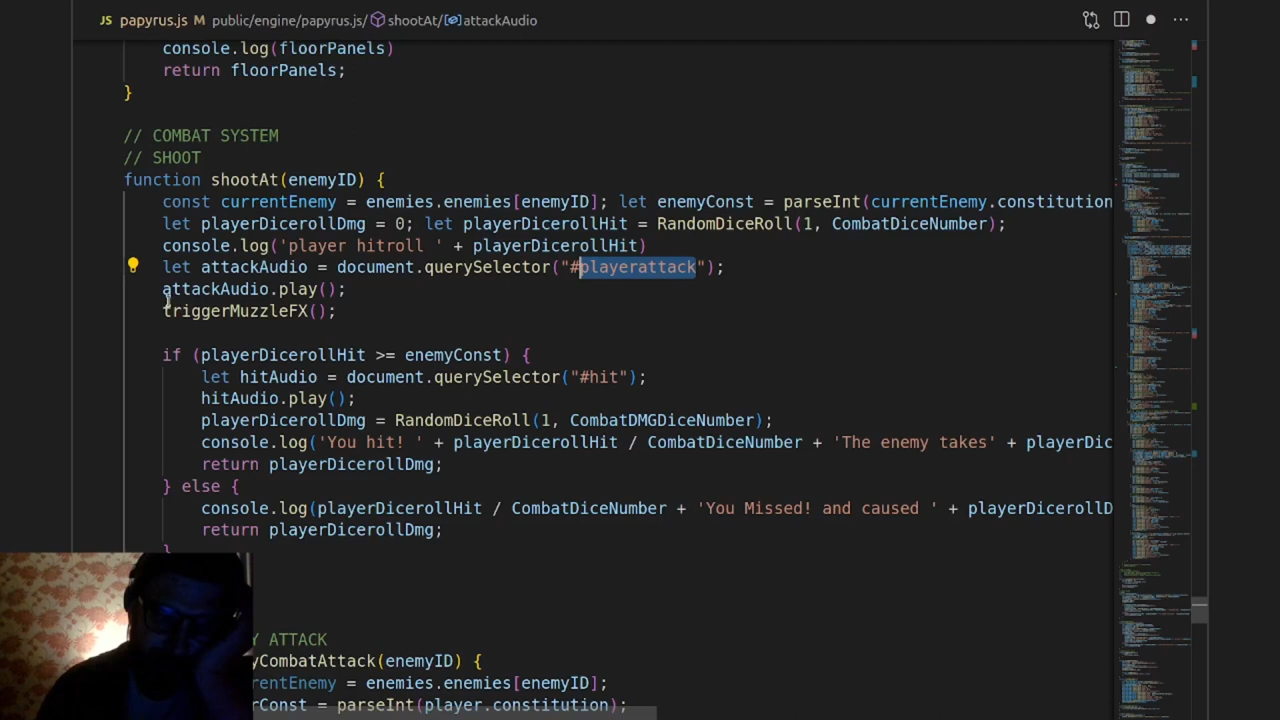 JS papyrus.js M public/engine/papyrus.js/ shootAt/ attackAudio
console.log(floorPanels)
return floorPanels;
}
// COMBAT SYSTEM
// SHOOT
function shootAt(enemyID) {
const currentEnemy = enemies.enemies[enemyID]; let enemyConst = parseInt(currentEnemy.constitution
let playerDicerollDmg = 0; let playerDicerollHit = RandomDiceRoll(1, CombatDiceNumber);
console.log('player hitroll ' + playerDicerollHit)
let attackAudio = document.querySelector("#playerattack");
attackAudio.play();
triggerMuzzleFX();
if (playerDicerollHit >= enemyConst) {
let hitAudio = document.querySelector("#hit");
hitAudio.play();
playerDicerollDmg = RandomDiceRoll(1, CombatDMGDiceNumber);
console.log('You hit! ' + playerDicerollHit / CombatDiceNumber + 'The enemy takes' + playerDic
return playerDicerollDmg;
} else {
console.log(playerDicerollHit / CombatDiceNumber + 'You Missed! and caused ' + playerDicerollD
return playerDicerollDmg;
}
Y ATTACK
yCombatAttack(enemyID) {
rentEnemy = enemies.enemies[enemyID];
rConst = parseInt(player.constitution);